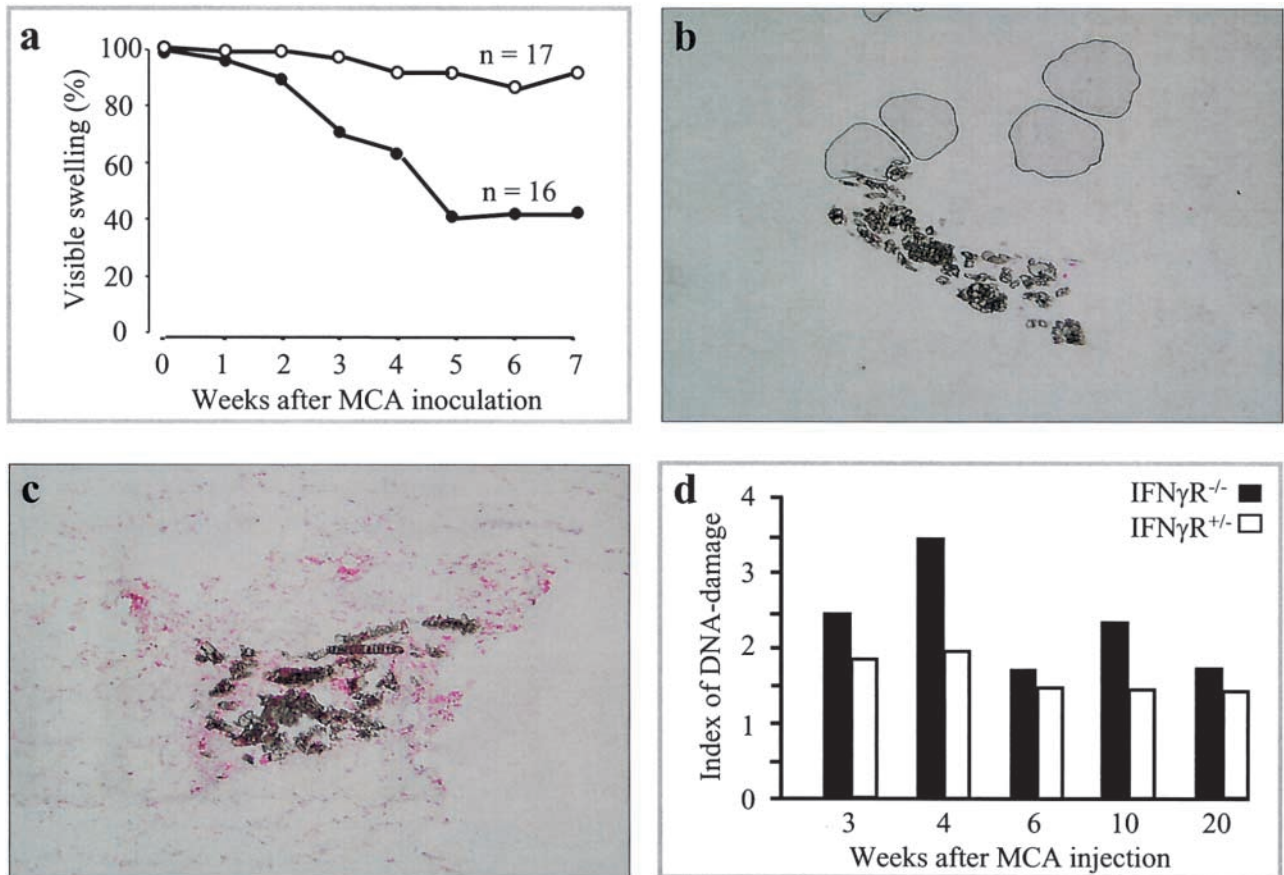 a
Visible swelling (%)
100
80
60
40
20
0
n = 17
n = 16
0 1 2 3 4 5 6 7
Weeks after MCA inoculation
b
c
d
Index of DNA-damage
4
3
2
1
0
IFNγR-/-
IFNγR+/-
3 4 6 10 20
Weeks after MCA injection